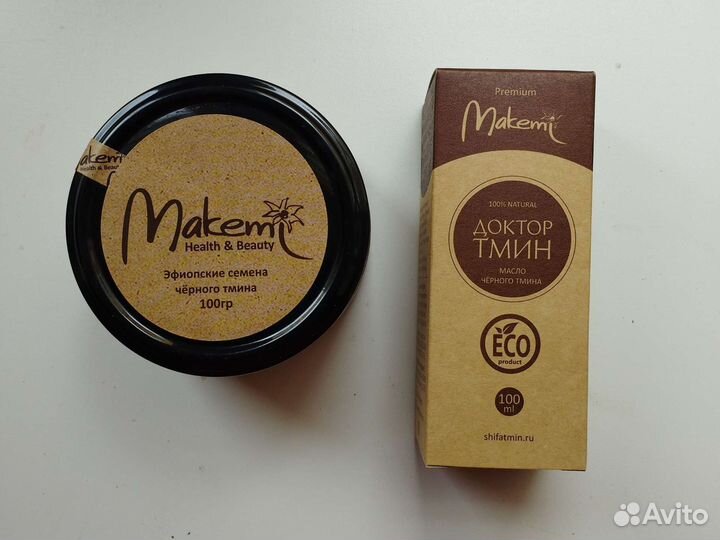 akemi
Health & Beauty
Makemi
Health & Beauty
Эфиопские семена
чёрного тмина
100гр
Premium
Makemi
100% NATURAL
ДОКТОР
ТМИН
МАСЛО
ЧЁРНОГО ТМИНА
ECO
product
100
ml
shifatmin.ru
Avito